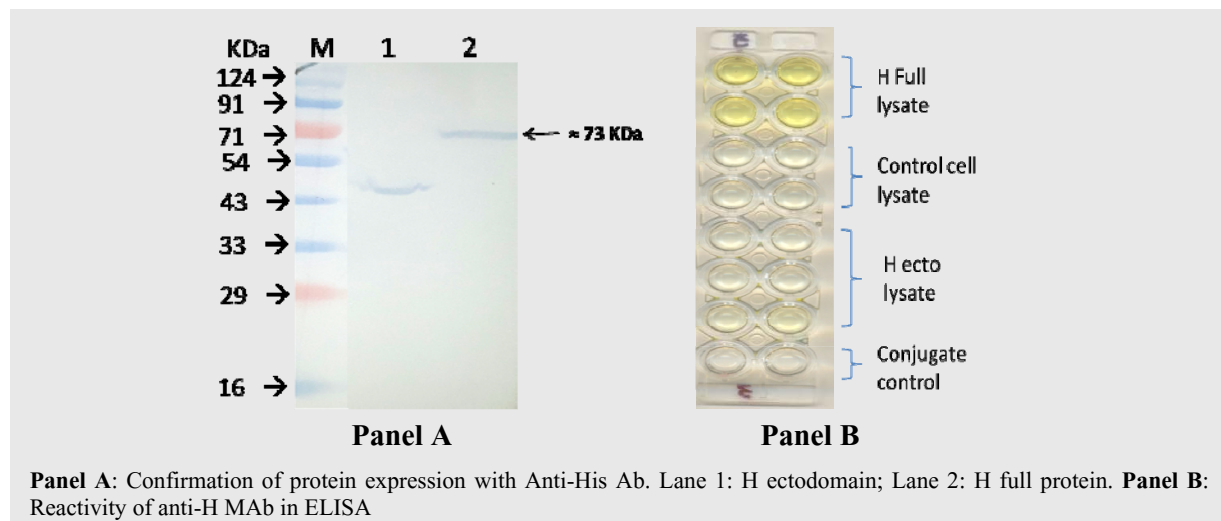 KDa M 1 2
124 →
91 →
71 →
54 →
43 →
33 →
29 →
16 →
← ≈ 73 KDa
H Full
lysate
Control cell
lysate
H ecto
lysate
Conjugate
control
Panel A
Panel B
Panel A: Confirmation of protein expression with Anti-His Ab. Lane 1: H ectodomain; Lane 2: H full protein. Panel B:
Reactivity of anti-H MAb in ELISA